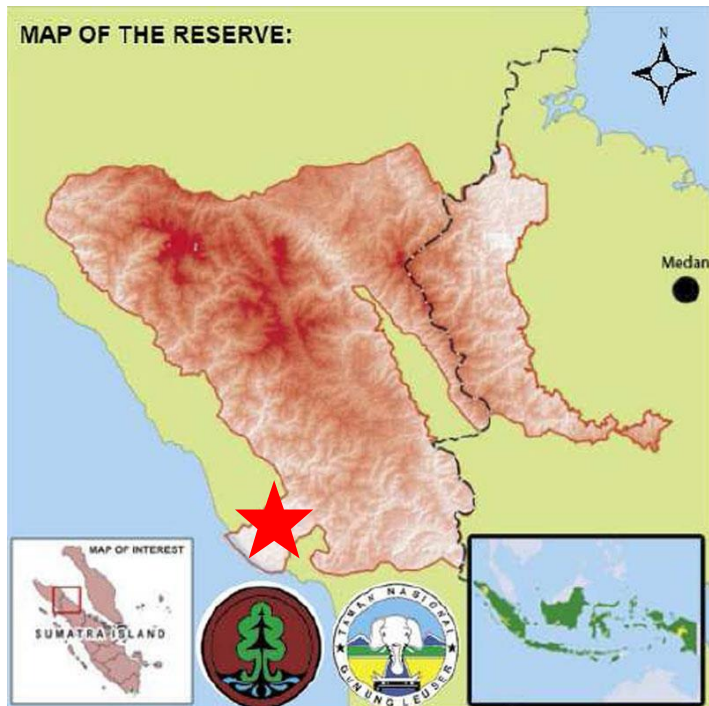 MAP OF THE RESERVE:
N
Medan
MAP OF INTEREST
SUMATRA ISLAND
TAMAN NASIONAL
GUNUNG LEUSER